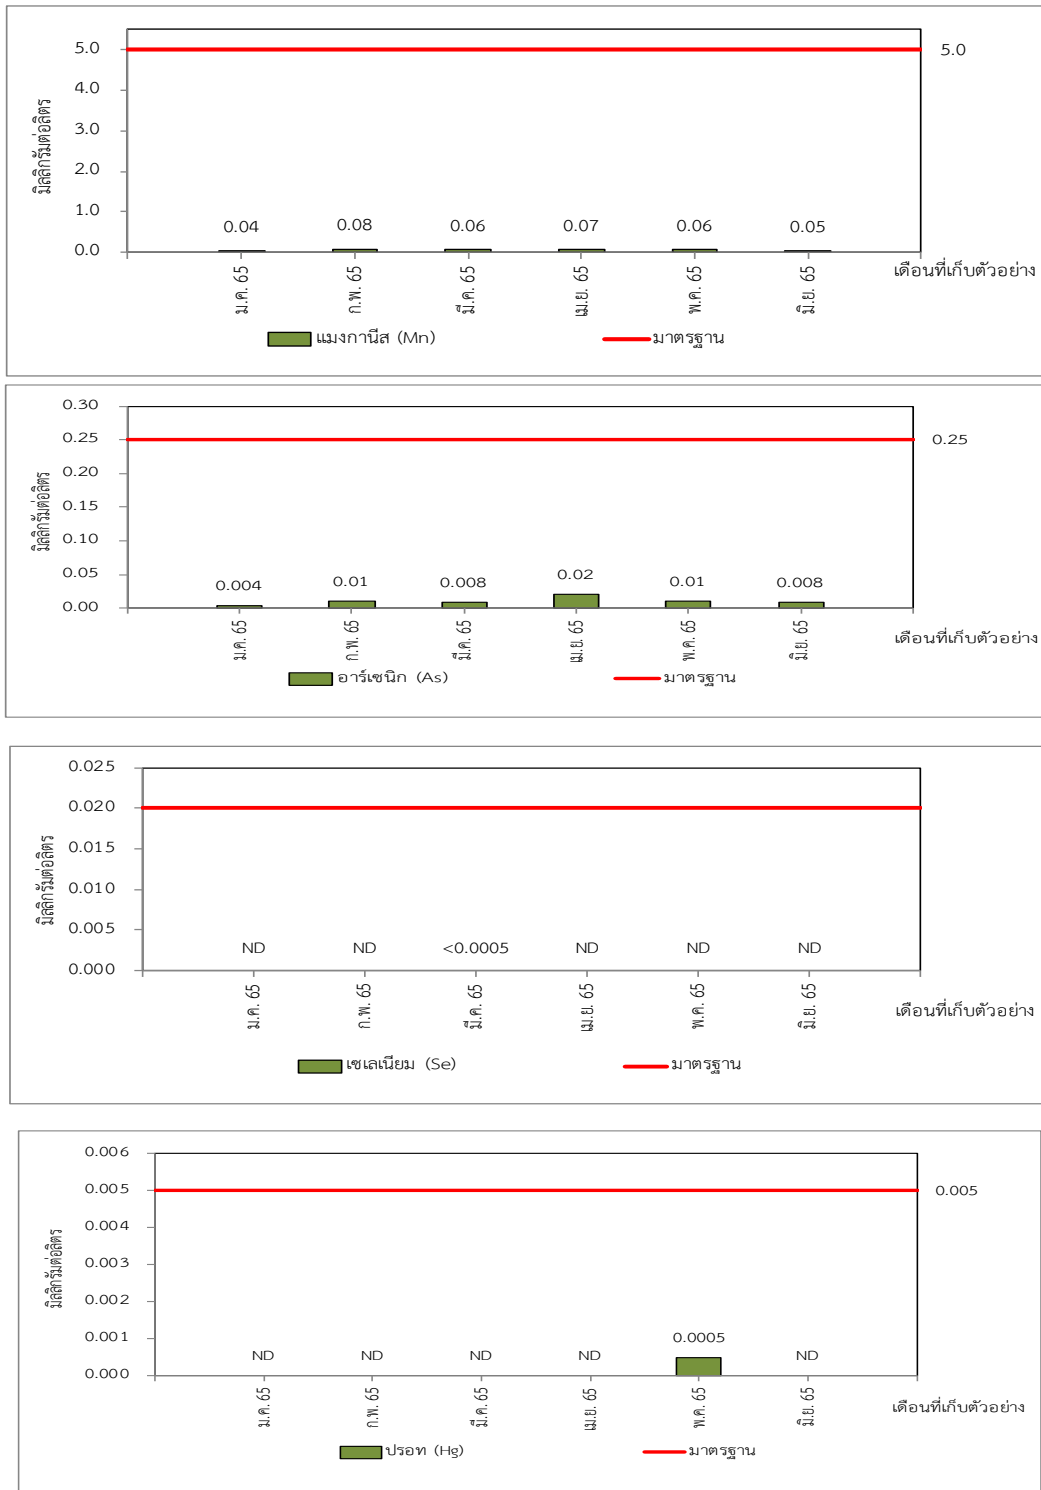 5.0
5.0
4.0
3.0
2.0
1.0
0.0
มิลลิกรัมต่อลิตร
0.04
0.08
0.06
0.07
0.06
0.05
ม.ค. 65
ก.พ. 65
มี.ค. 65
เม.ย. 65
พ.ค. 65
มิ.ย. 65
เดือนที่เก็บตัวอย่าง
แมงกานีส (Mn)
มาตรฐาน
0.30
0.25
0.25
0.20
0.15
0.10
0.05
0.00
มิลลิกรัมต่อลิตร
0.004
0.01
0.008
0.02
0.01
0.008
ม.ค. 65
ก.พ. 65
มี.ค. 65
เม.ย. 65
พ.ค. 65
มิ.ย. 65
เดือนที่เก็บตัวอย่าง
อาร์เซนิก (As)
มาตรฐาน
0.025
0.020
0.015
0.010
0.005
0.000
มิลลิกรัมต่อลิตร
ND
ND
<0.0005
ND
ND
ND
ม.ค. 65
ก.พ. 65
มี.ค. 65
เม.ย. 65
พ.ค. 65
มิ.ย. 65
เดือนที่เก็บตัวอย่าง
เซเลเนียม (Se)
มาตรฐาน
0.006
0.005
0.005
0.004
0.003
0.002
0.001
0.000
มิลลิกรัมต่อลิตร
ND
ND
ND
ND
0.0005
ND
ม.ค. 65
ก.พ. 65
มี.ค. 65
เม.ย. 65
พ.ค. 65
มิ.ย. 65
เดือนที่เก็บตัวอย่าง
ปรอท (Hg)
มาตรฐาน